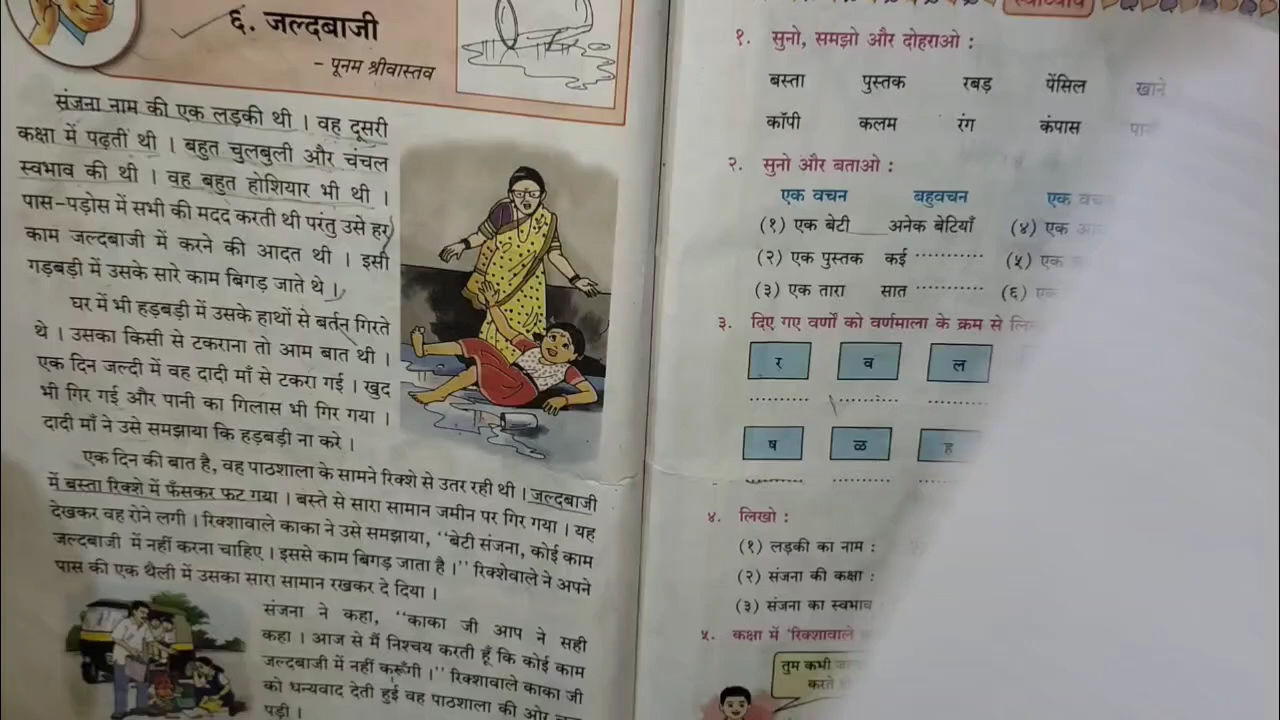 ६. जल्दबाजी
- पूनम श्रीवास्तव
संजना नाम की एक लड़की थी । वह दूसरी
कक्षा में पढ़ती थी । बहुत चुलबुली और चंचल
स्वभाव की थी । वह बहुत होशियार भी थी ।
पास-पड़ोस में सभी की मदद करती थी परंतु उसे हर
काम जल्दबाजी में करने की आदत थी । इसी
गड़बड़ी में उसके सारे काम बिगड़ जाते थे ।
घर में भी हड़बड़ी में उसके हाथों से बर्तन गिरते
थे । उसका किसी से टकराना तो आम बात थी ।
एक दिन जल्दी में वह दादी माँ से टकरा गई । खुद
भी गिर गई और पानी का गिलास भी गिर गया ।
दादी माँ ने उसे समझाया कि हड़बड़ी ना करे ।
एक दिन की बात है, वह पाठशाला के सामने रिक्शे से उतर रही थी । जल्दबाजी
में बस्ता रिक्शे में फँसकर फट गया । बस्ते से सारा सामान जमीन पर गिर गया । यह
देखकर वह रोने लगी । रिक्शावाले काका ने उसे समझाया, ‘‘बेटी संजना, कोई काम
जल्दबाजी में नहीं करना चाहिए । इससे काम बिगड़ जाता है ।’’ रिक्शेवाले ने अपने
पास की एक थैली में उसका सारा सामान रखकर दे दिया ।
संजना ने कहा, ‘‘काका जी आप ने सही
कहा । आज से मैं निश्चय करती हूँ कि कोई काम
जल्दबाजी में नहीं करूँगी ।’’ रिक्शावाले काका जी
को धन्यवाद देती हुई वह पाठशाला की ओर
पड़ी ।
स्वाध्याय
१. सुनो, समझो और दोहराओ :
बस्ता पुस्तक रबड़ पेंसिल खाने
कॉपी कलम रंग कंपास
२. सुनो और बताओ :
एक वचन बहुवचन एक
(१) एक बेटी अनेक बेटियाँ (४) एक
(२) एक पुस्तक कई ........... (५) एक
(३) एक तारा सात ........... (६) एक
३. दिए गए वर्णों को वर्णमाला के क्रम से
र व ल
ष ळ ह
४. लिखो :
(१) लड़की का नाम :
(२) संजना की कक्षा :
(३) संजना का स्वभाव
५. कक्षा में ‘रिक्शावाले
तुम कभी
करते